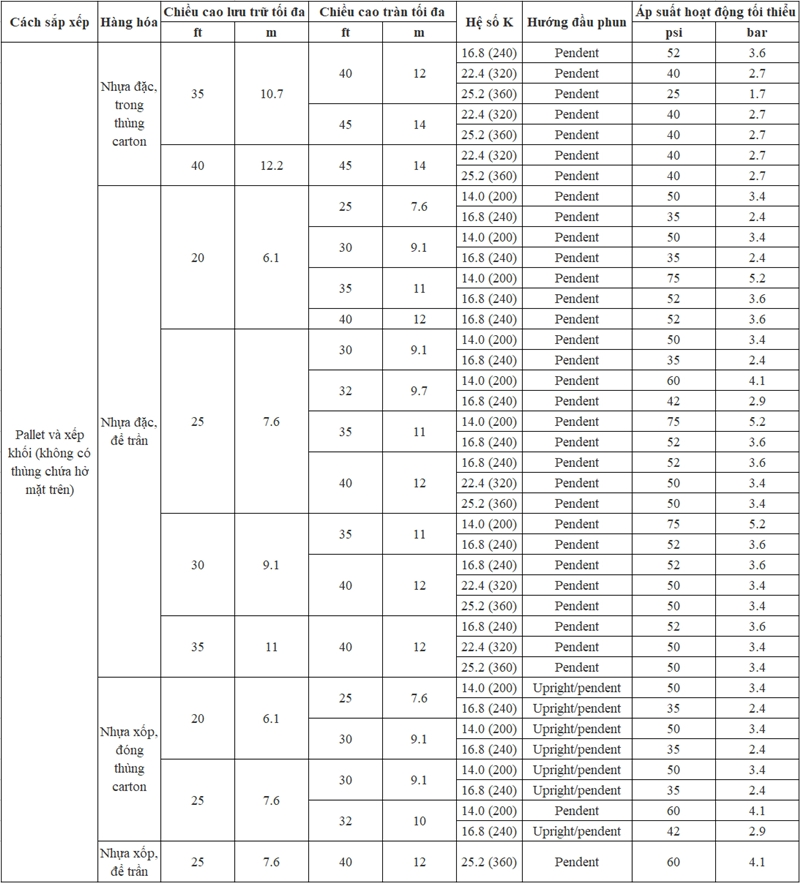 Cách sắp xếp Hàng hóa Chiều cao lưu trữ tối đa Chiều cao tràn tối đa Hệ số K Hướng đầu phun Áp suất hoạt động tối thiểu
ft m ft m psi bar
Pallet và xếp
khối (không có
thùng chứa hở
mặt trên)
Nhựa đặc,
trong
thùng
carton
35 10.7 40 12 16.8 (240) Pendent 52 3.6
22.4 (320) Pendent 40 2.7
25.2 (360) Pendent 25 1.7
45 14 22.4 (320) Pendent 40 2.7
25.2 (360) Pendent 40 2.7
40 12.2 45 14 22.4 (320) Pendent 40 2.7
25.2 (360) Pendent 40 2.7
Nhựa đặc,
để trần
20 6.1 25 7.6 14.0 (200) Pendent 50 3.4
16.8 (240) Pendent 35 2.4
30 9.1 14.0 (200) Pendent 50 3.4
16.8 (240) Pendent 35 2.4
35 11 14.0 (200) Pendent 75 5.2
16.8 (240) Pendent 52 3.6
40 12 16.8 (240) Pendent 52 3.6
25 7.6 30 9.1 14.0 (200) Pendent 50 3.4
16.8 (240) Pendent 35 2.4
32 9.7 14.0 (200) Pendent 60 4.1
16.8 (240) Pendent 42 2.9
35 11 14.0 (200) Pendent 75 5.2
16.8 (240) Pendent 52 3.6
40 12 16.8 (240) Pendent 52 3.6
22.4 (320) Pendent 50 3.4
25.2 (360) Pendent 50 3.4
30 9.1 35 11 14.0 (200) Pendent 75 5.2
16.8 (240) Pendent 52 3.6
40 12 16.8 (240) Pendent 52 3.6
22.4 (320) Pendent 50 3.4
25.2 (360) Pendent 50 3.4
35 11 40 12 16.8 (240) Pendent 52 3.6
22.4 (320) Pendent 50 3.4
25.2 (360) Pendent 50 3.4
Nhựa xốp,
đóng
thùng
carton
20 6.1 25 7.6 14.0 (200) Upright/pendent 50 3.4
16.8 (240) Upright/pendent 35 2.4
30 9.1 14.0 (200) Upright/pendent 50 3.4
16.8 (240) Upright/pendent 35 2.4
25 7.6 30 9.1 14.0 (200) Upright/pendent 50 3.4
16.8 (240) Upright/pendent 35 2.4
32 10 14.0 (200) Pendent 60 4.1
16.8 (240) Upright/pendent 42 2.9
Nhựa xốp,
để trần
25 7.6 40 12 25.2 (360) Pendent 60 4.1